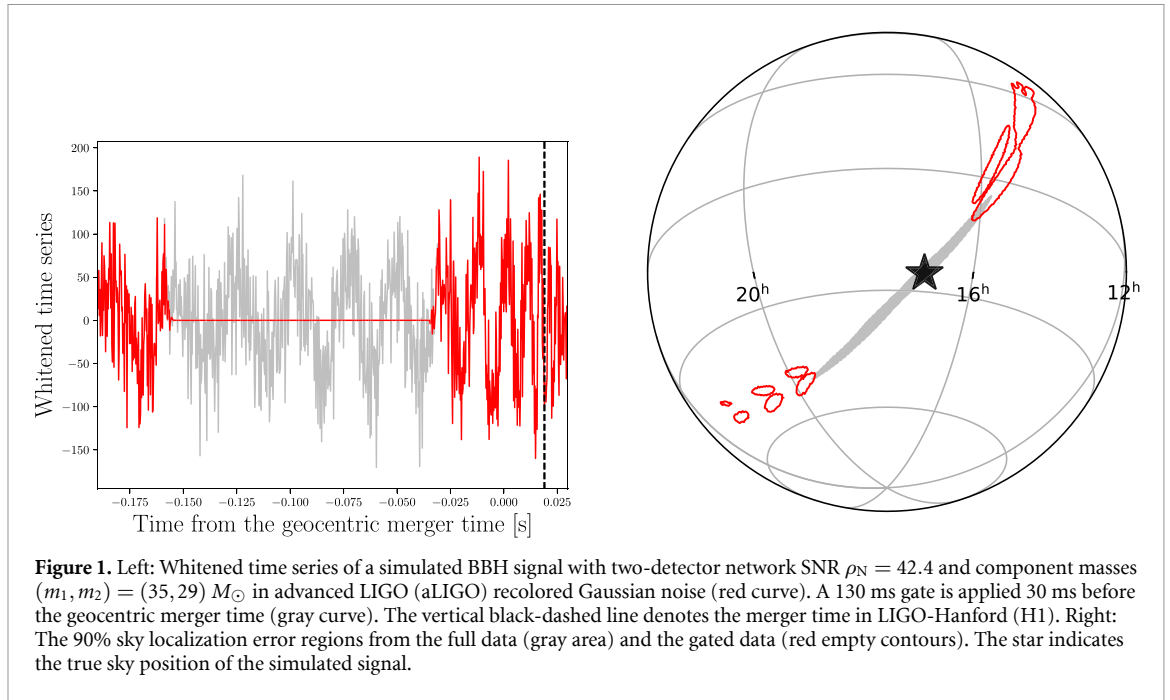 200
150
100
50
0
−50
−100
−150
Whitened time series
−0.175 −0.150 −0.125 −0.100 −0.075 −0.050 −0.025 0.000 0.025
Time from the geocentric merger time [s]
20h 16h 12h
Figure 1. Left: Whitened time series of a simulated BBH signal with two-detector network SNR ρN = 42.4 and component masses
(m1, m2) = (35, 29) M⊙ in advanced LIGO (aLIGO) recolored Gaussian noise (red curve). A 130 ms gate is applied 30 ms before
the geocentric merger time (gray curve). The vertical black-dashed line denotes the merger time in LIGO-Hanford (H1). Right:
The 90% sky localization error regions from the full data (gray area) and the gated data (red empty contours). The star indicates
the true sky position of the simulated signal.